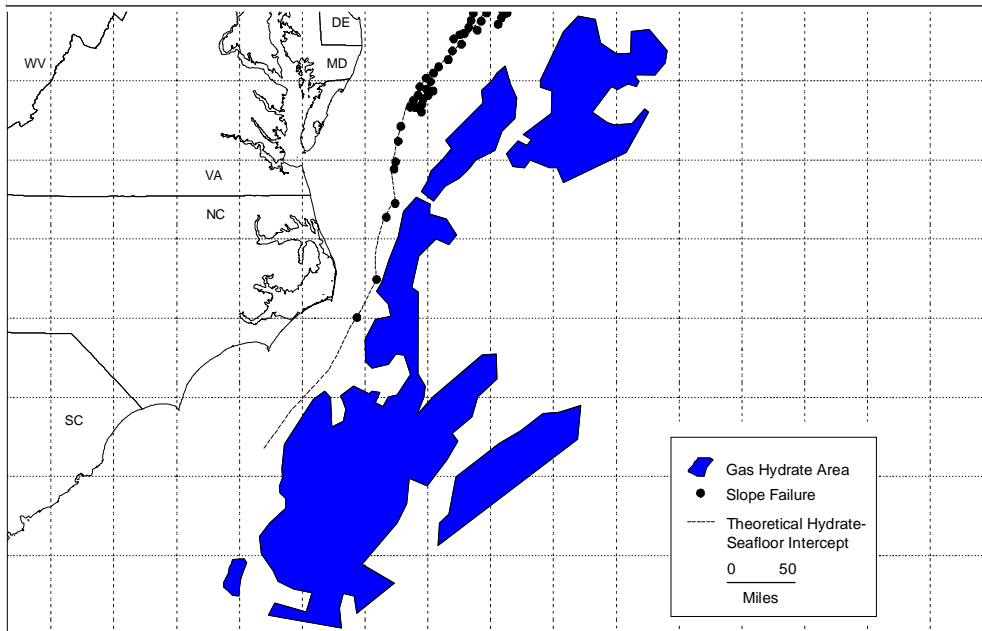 DE
WV
MD
VA
NC
SC
Gas Hydrate Area
Slope Failure
Theoretical Hydrate-
Seafloor Intercept
0 50
Miles